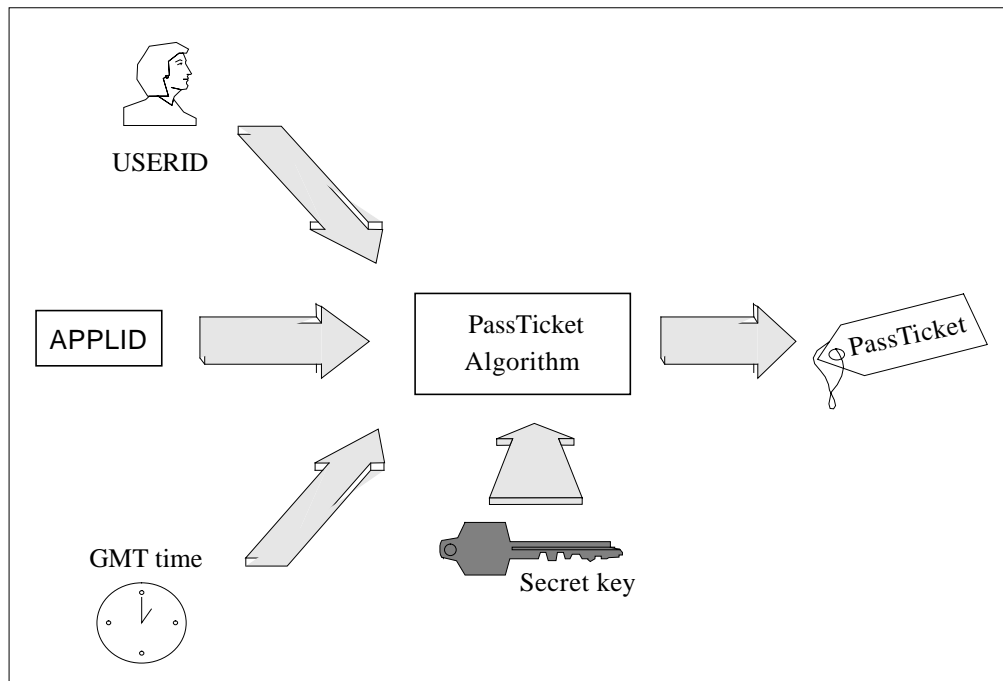 USERID
APPLID
PassTicket
Algorithm
PassTicket
GMT time
Secret key